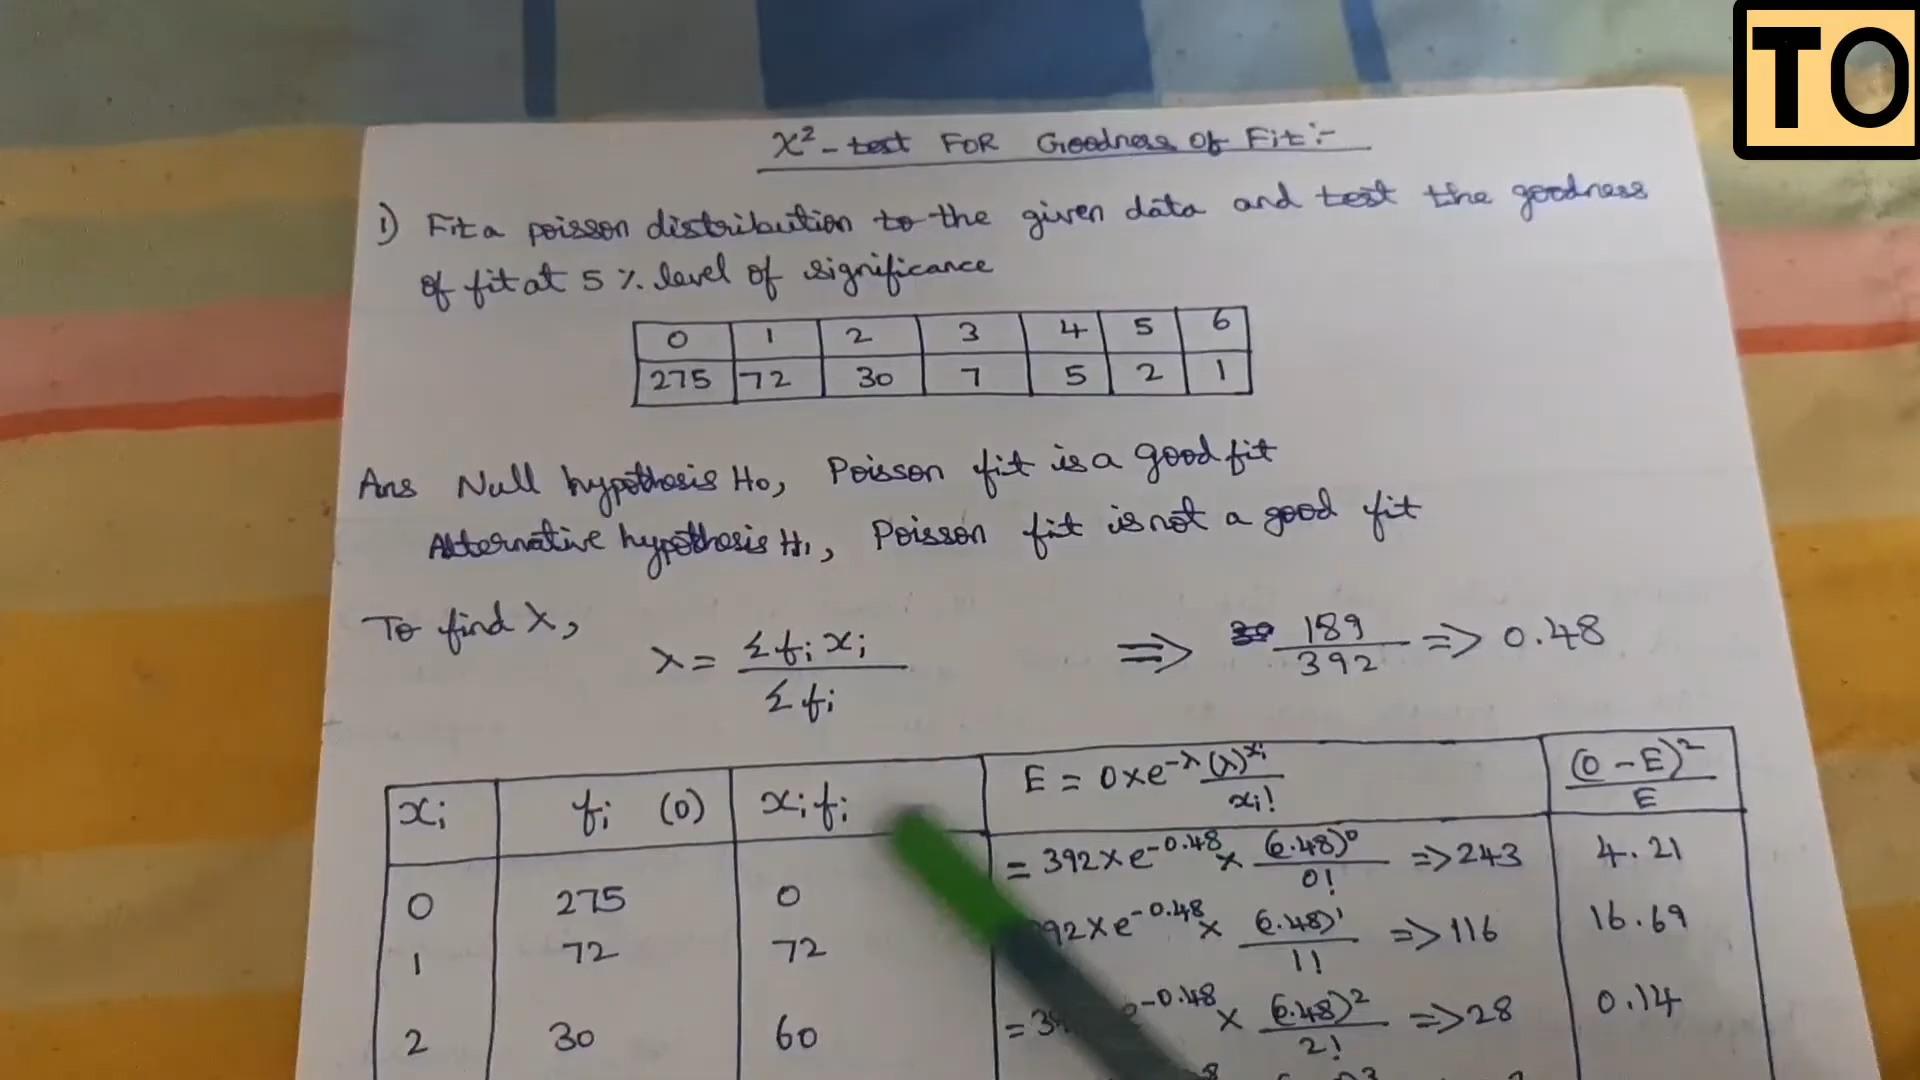 TO
χ² - test FOR Goodness Of Fit :-
1) Fit a poisson distribution to the given data and test the goodness
of fit at 5 %. level of significance
0 1 2 3 4 5 6
275 72 30 7 5 2 1
Ans Null hypothesis H₀, Poisson fit is a good fit
Alternative hypothesis H₁, Poisson fit is not a good fit
To find λ,
λ = Σfᵢxᵢ / Σfᵢ => 189/392 => 0.48
xᵢ fᵢ (O) xᵢfᵢ E = O×e^-λ (λ)^xᵢ / xᵢ! (O - E)² / E
0 275 0 = 392×e^-0.48 × (0.48)⁰ / 0! => 243 4.21
1 72 72 92×e^-0.48 × (0.48)¹ / 1! => 116 16.69
2 30 60 = 3 -0.48 × (0.48)² / 2! => 28 0.14